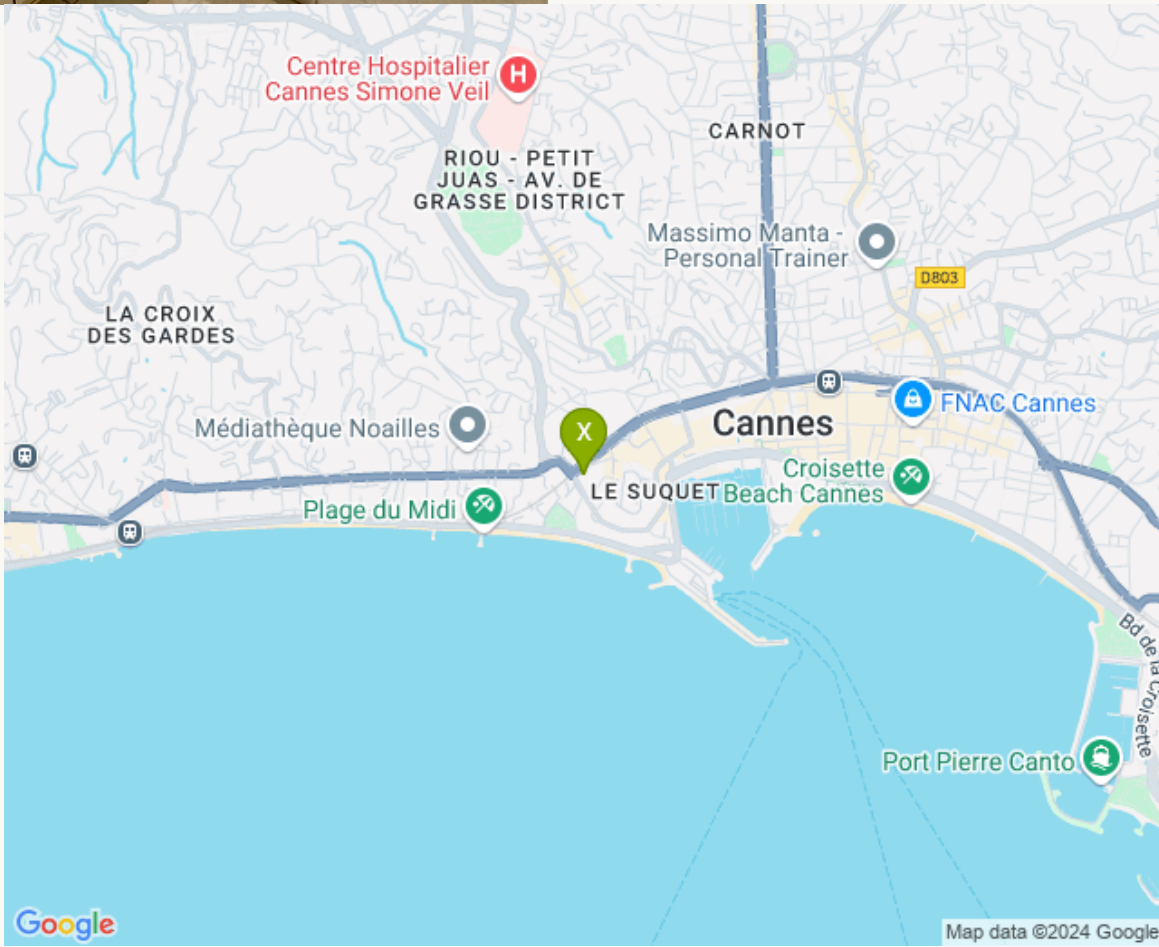 Centre Hospitalier
Cannes Simone Veil
H
CARNOT
RIOU - PETIT
JUAS - AV. DE
GRASSE DISTRICT
Massimo Manta -
Personal Trainer
D803
LA CROIX
DES GARDES
FNAC Cannes
Cannes
Médiathèque Noailles
X
LE SUQUET
Croisette
Beach Cannes
Plage du Midi
Bd de la Croisette
Port Pierre Canto
Google
Map data ©2024 Google